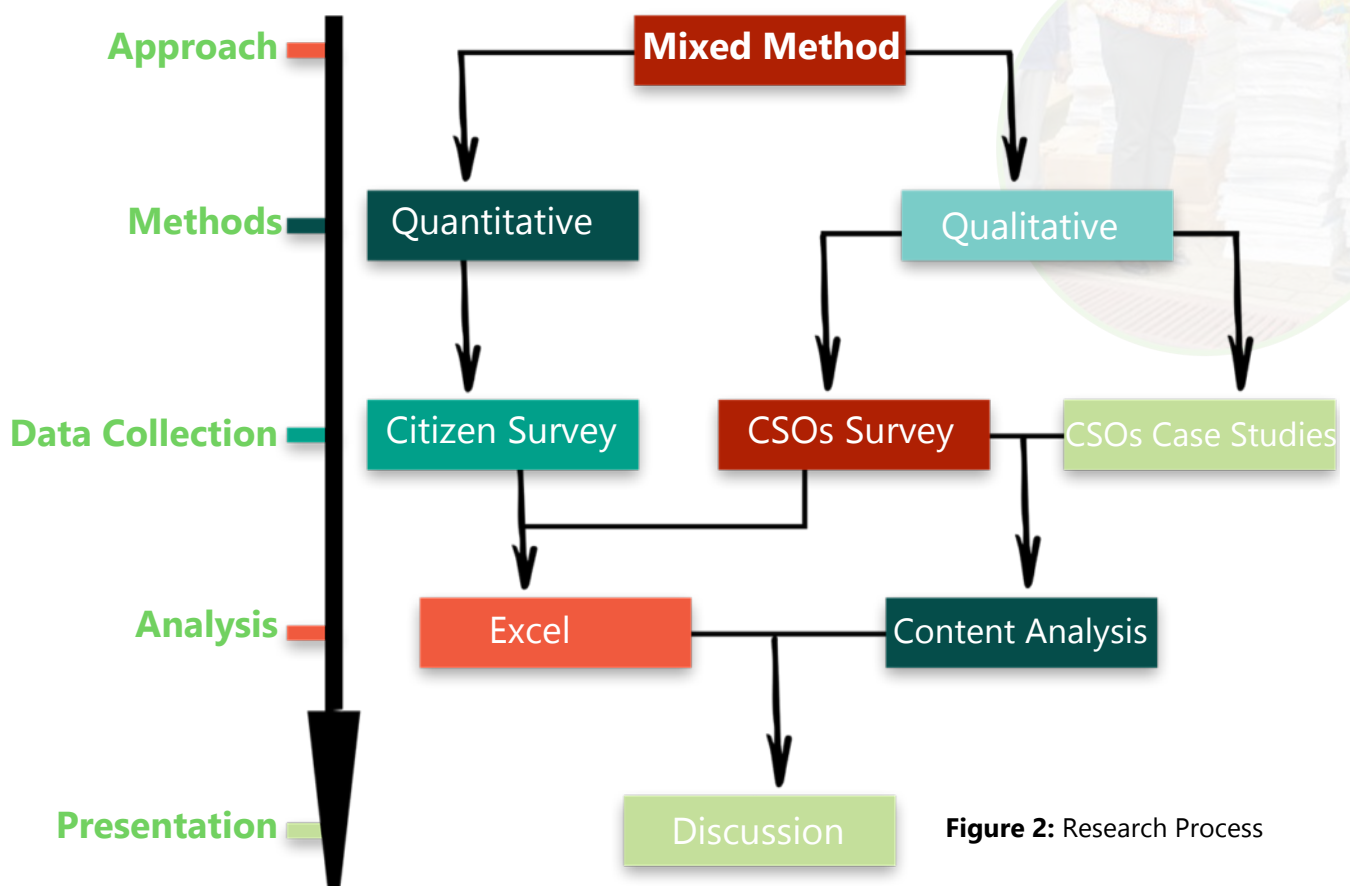 Approach
Mixed Method
Methods
Quantitative
Qualitative
Data Collection
Citizen Survey
CSOs Survey
CSOs Case Studies
Analysis
Excel
Content Analysis
Presentation
Discussion
Figure 2: Research Process